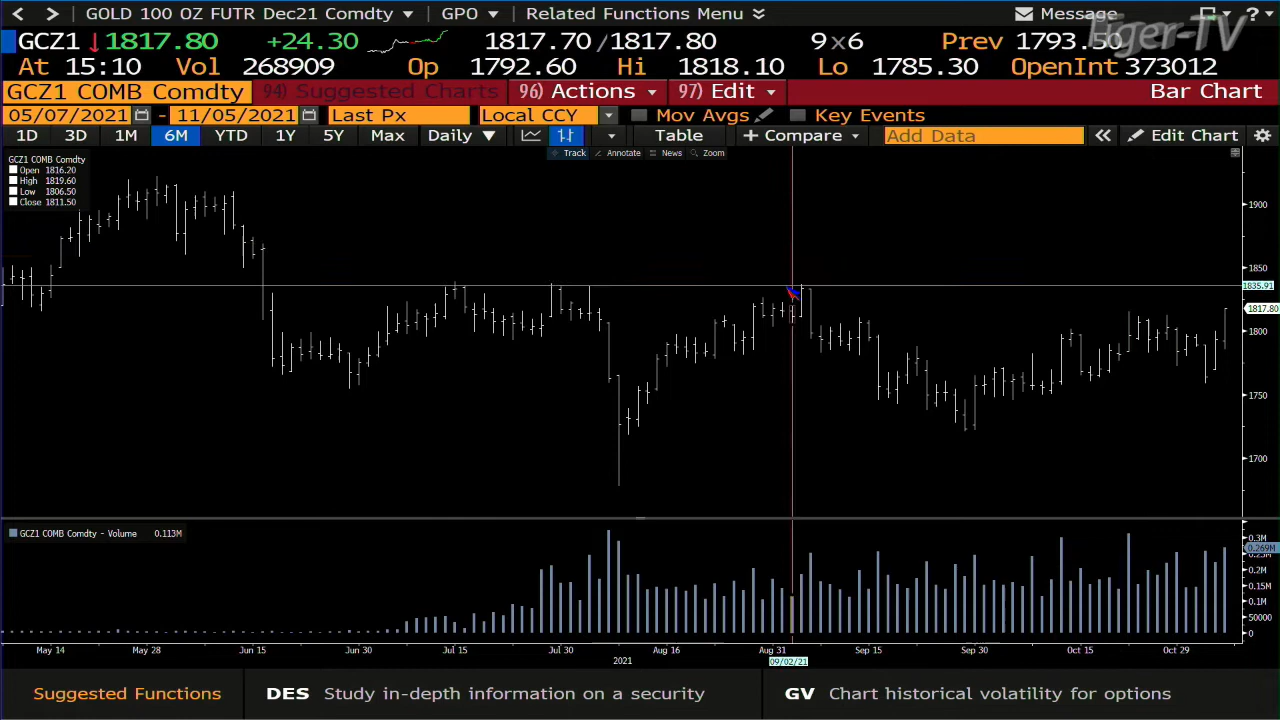 < > GOLD 100 OZ FUTR Dec21 Comdty GPO Related Functions Menu Message ?
GCZ1 1817.80 +24.30 1817.70/1817.80 9×6 Prev 1793.50
At 15:10 Vol 268909 Op 1792.60 Hi 1818.10 Lo 1785.30 OpenInt 373012
GCZ1 COMB Comdty 94) Suggested Charts 96) Actions 97) Edit Bar Chart
05/07/2021 - 11/05/2021 Last Px Local CCY Mov Avgs Key Events
1D 3D 1M 6M YTD 1Y 5Y Max Daily Table + Compare Add Data « Edit Chart
Track Annotate News Zoom
GCZ1 COMB Comdty
Open 1816.20
High 1819.60
Low 1806.50
Close 1811.50
1900
1850
1835.91
1817.80
1800
1750
1700
GCZ1 COMB Comdty - Volume 0.113M
0.3M
0.269M
0.2M
0.15M
0.1M
50000
0
May 14 May 28 Jun 15 Jun 30 Jul 15 Jul 30 Aug 16 Aug 31 Sep 15 Sep 30 Oct 15 Oct 29
2021 09/02/21
Suggested Functions DES Study in-depth information on a security GV Chart historical volatility for options